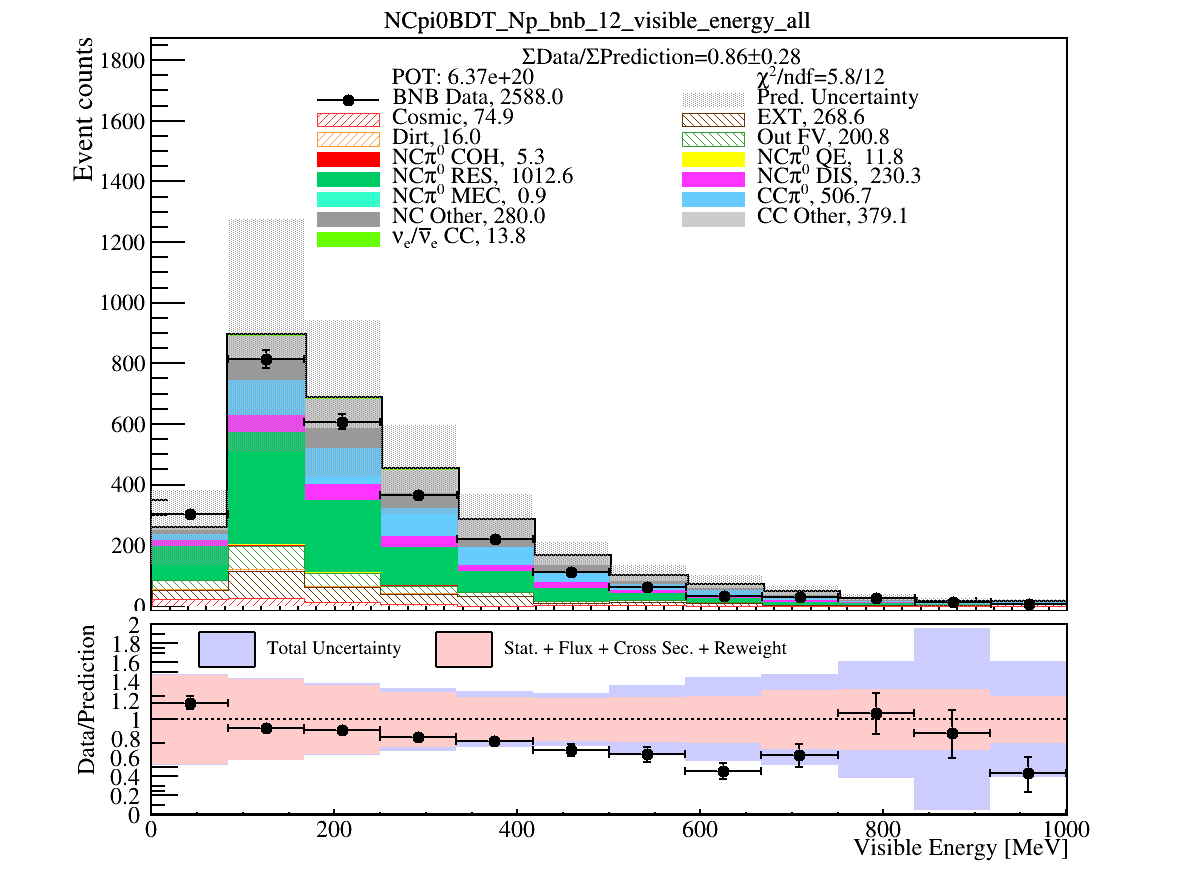 NCpi0BDT_Np_bnb_12_visible_energy_all
ΣData/ΣPrediction=0.86±0.28
POT: 6.37e+20
χ²/ndf=5.8/12
BNB Data, 2588.0
Pred. Uncertainty
Cosmic, 74.9
EXT, 268.6
Dirt, 16.0
Out FV, 200.8
NCπ⁰ COH, 5.3
NCπ⁰ QE, 11.8
NCπ⁰ RES, 1012.6
NCπ⁰ DIS, 230.3
NCπ⁰ MEC, 0.9
CCπ⁰, 506.7
NC Other, 280.0
CC Other, 379.1
νₑ/ν̅ₑ CC, 13.8
Event counts
1800
1600
1400
1200
1000
800
600
400
200
0
Total Uncertainty
Stat. + Flux + Cross Sec. + Reweight
Data/Prediction
2
1.8
1.6
1.4
1.2
1
0.8
0.6
0.4
0.2
0
0 200 400 600 800 1000
Visible Energy [MeV]